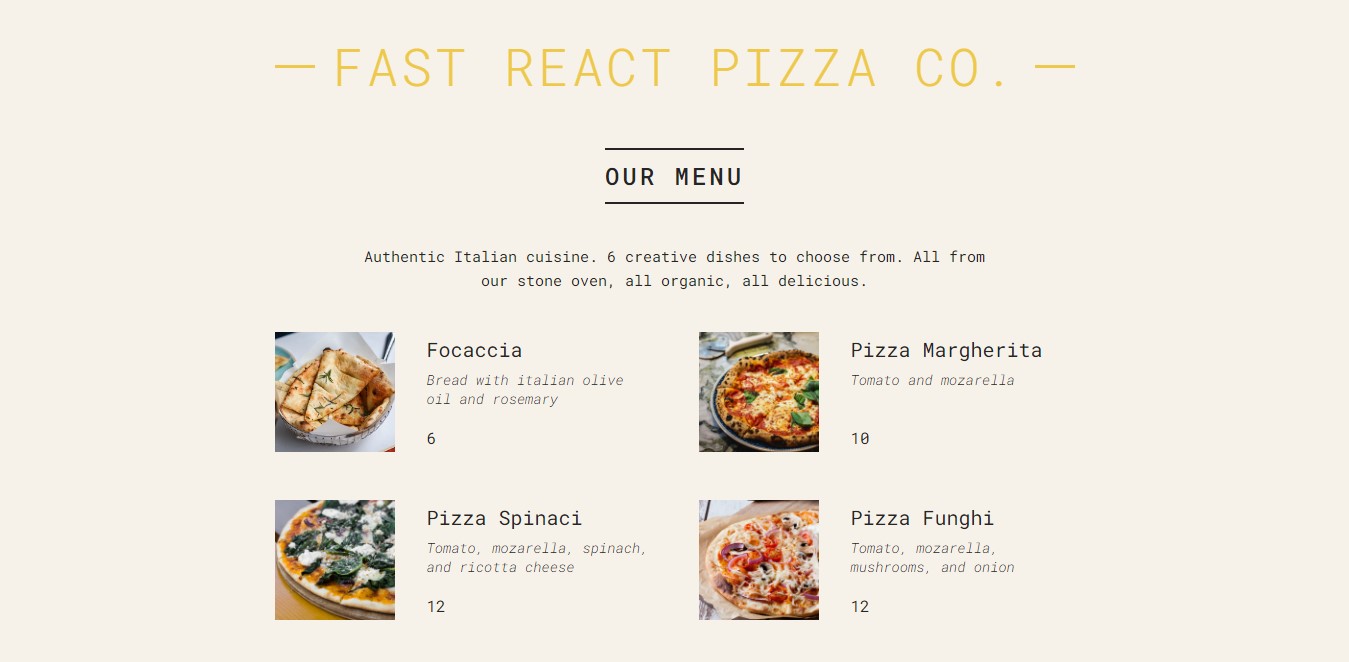 — FAST REACT PIZZA CO. —
OUR MENU
Authentic Italian cuisine. 6 creative dishes to choose from. All from
our stone oven, all organic, all delicious.
Focaccia
Bread with italian olive
oil and rosemary
6
Pizza Margherita
Tomato and mozarella
10
Pizza Spinaci
Tomato, mozarella, spinach,
and ricotta cheese
12
Pizza Funghi
Tomato, mozarella,
mushrooms, and onion
12